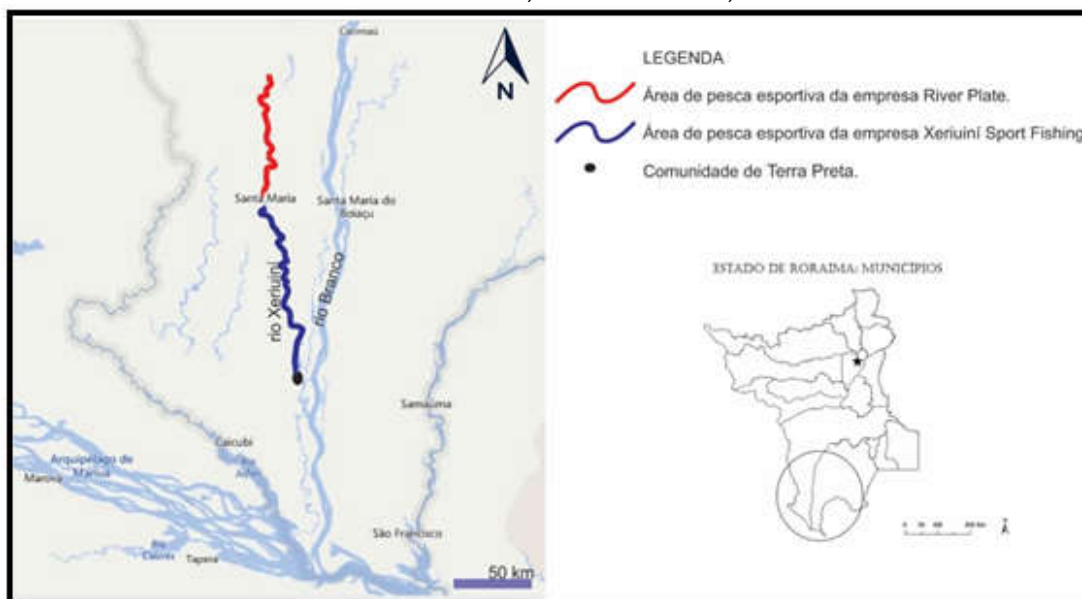 Carimaú
N
Santa Maria
Santa Maria do
Boiaçu
rio Xeriuiní
rio Branco
Samaúma
Caicubi
Arquipélago de
Mariuá
São Francisco
Tapera
50 km
LEGENDA
Área de pesca esportiva da empresa River Plate.
Área de pesca esportiva da empresa Xeriuiní Sport Fishing
Comunidade de Terra Preta.
ESTADO DE RORAIMA: MUNICÍPIOS